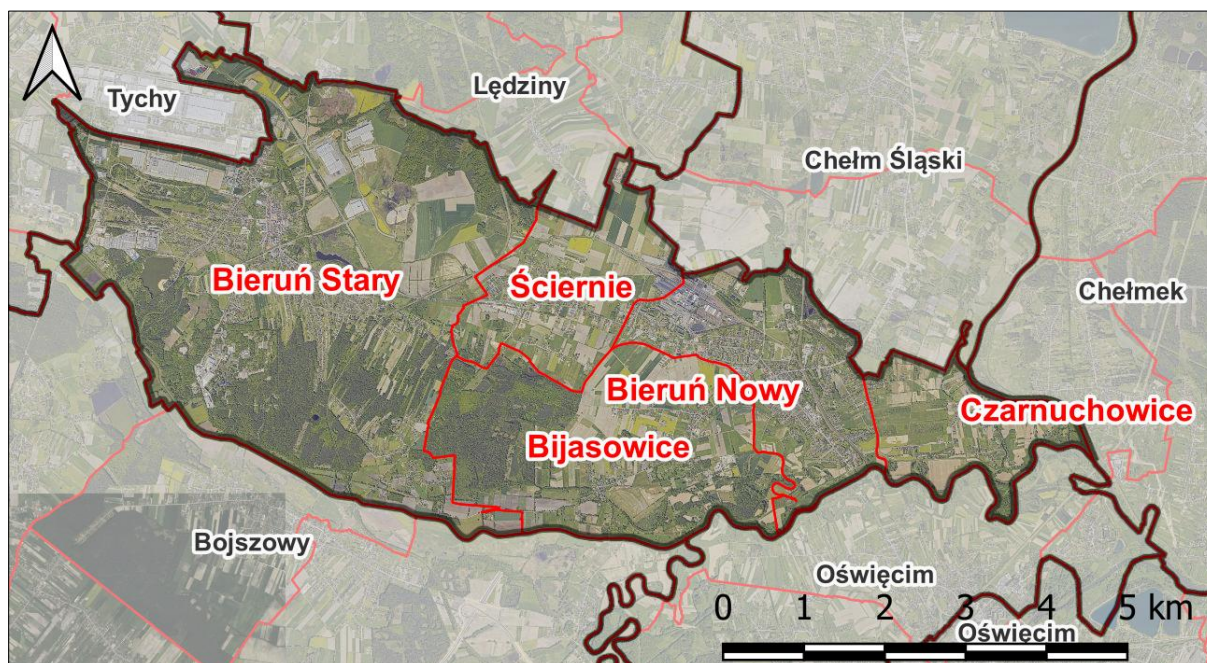 Tychy
Lędziny
Chełm Śląski
Bieruń Stary
Ściernie
Chełmek
Bieruń Nowy
Czarnuchowice
Bijasowice
Bojszowy
Oświęcim
0 1 2 3 4 5 km
Oświęcim